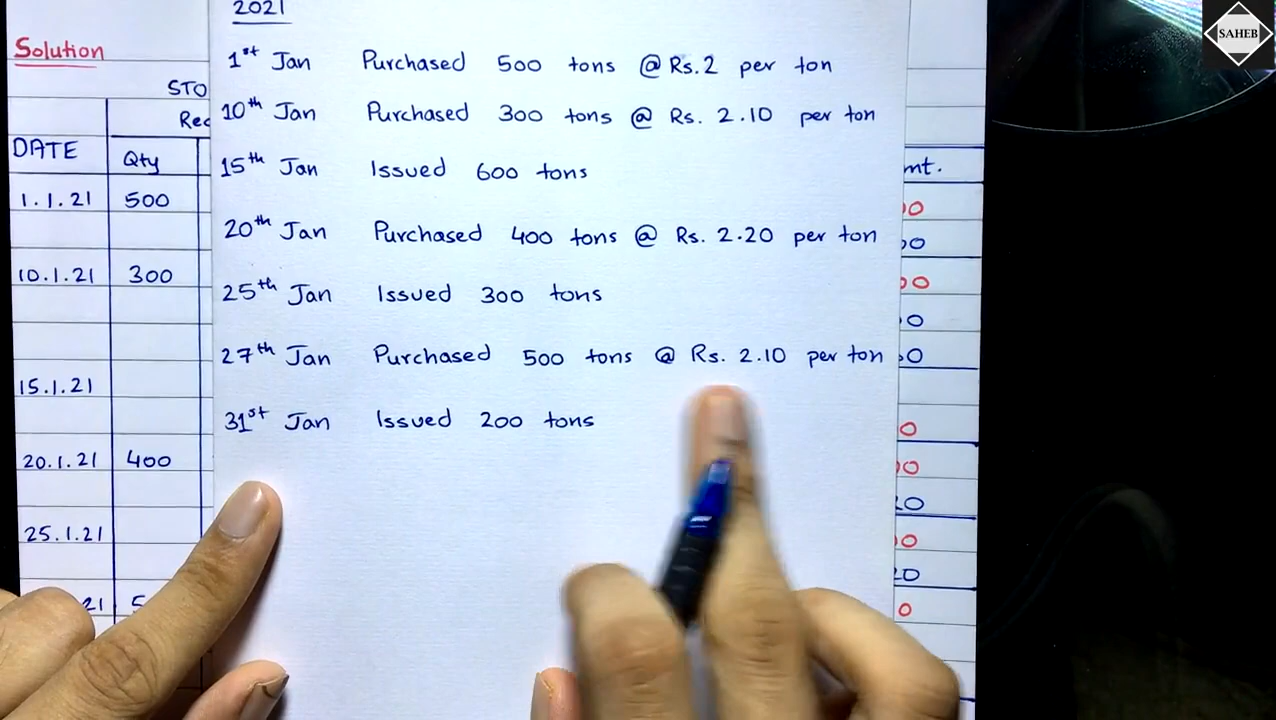 SAHEB
2021
1st Jan Purchased 500 tons @ Rs.2 per ton
10th Jan Purchased 300 tons @ Rs. 2.10 per ton
15th Jan Issued 600 tons
20th Jan Purchased 400 tons @ Rs. 2.20 per ton
25th Jan Issued 300 tons
27th Jan Purchased 500 tons @ Rs. 2.10 per ton
31st Jan Issued 200 tons
Solution
STO
Rec
DATE Qty mt.
1.1.21 500
10.1.21 300
15.1.21
20.1.21 400
25.1.21
21 5